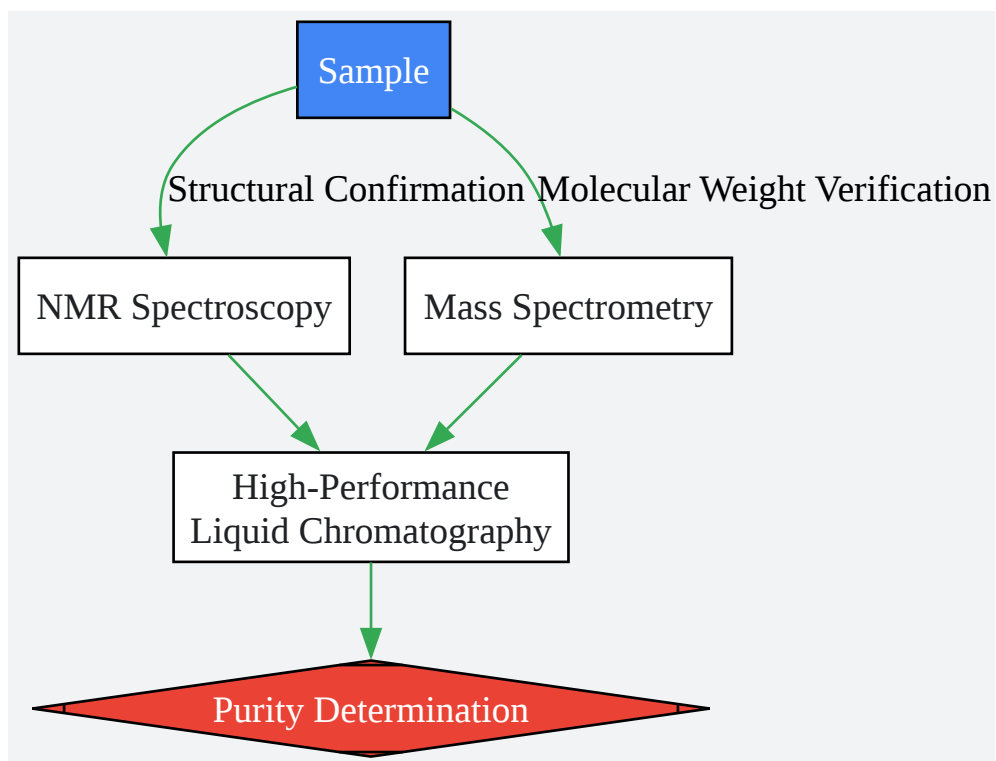 Sample
Structural Confirmation
Molecular Weight Verification
NMR Spectroscopy
Mass Spectrometry
High-Performance
Liquid Chromatography
Purity Determination